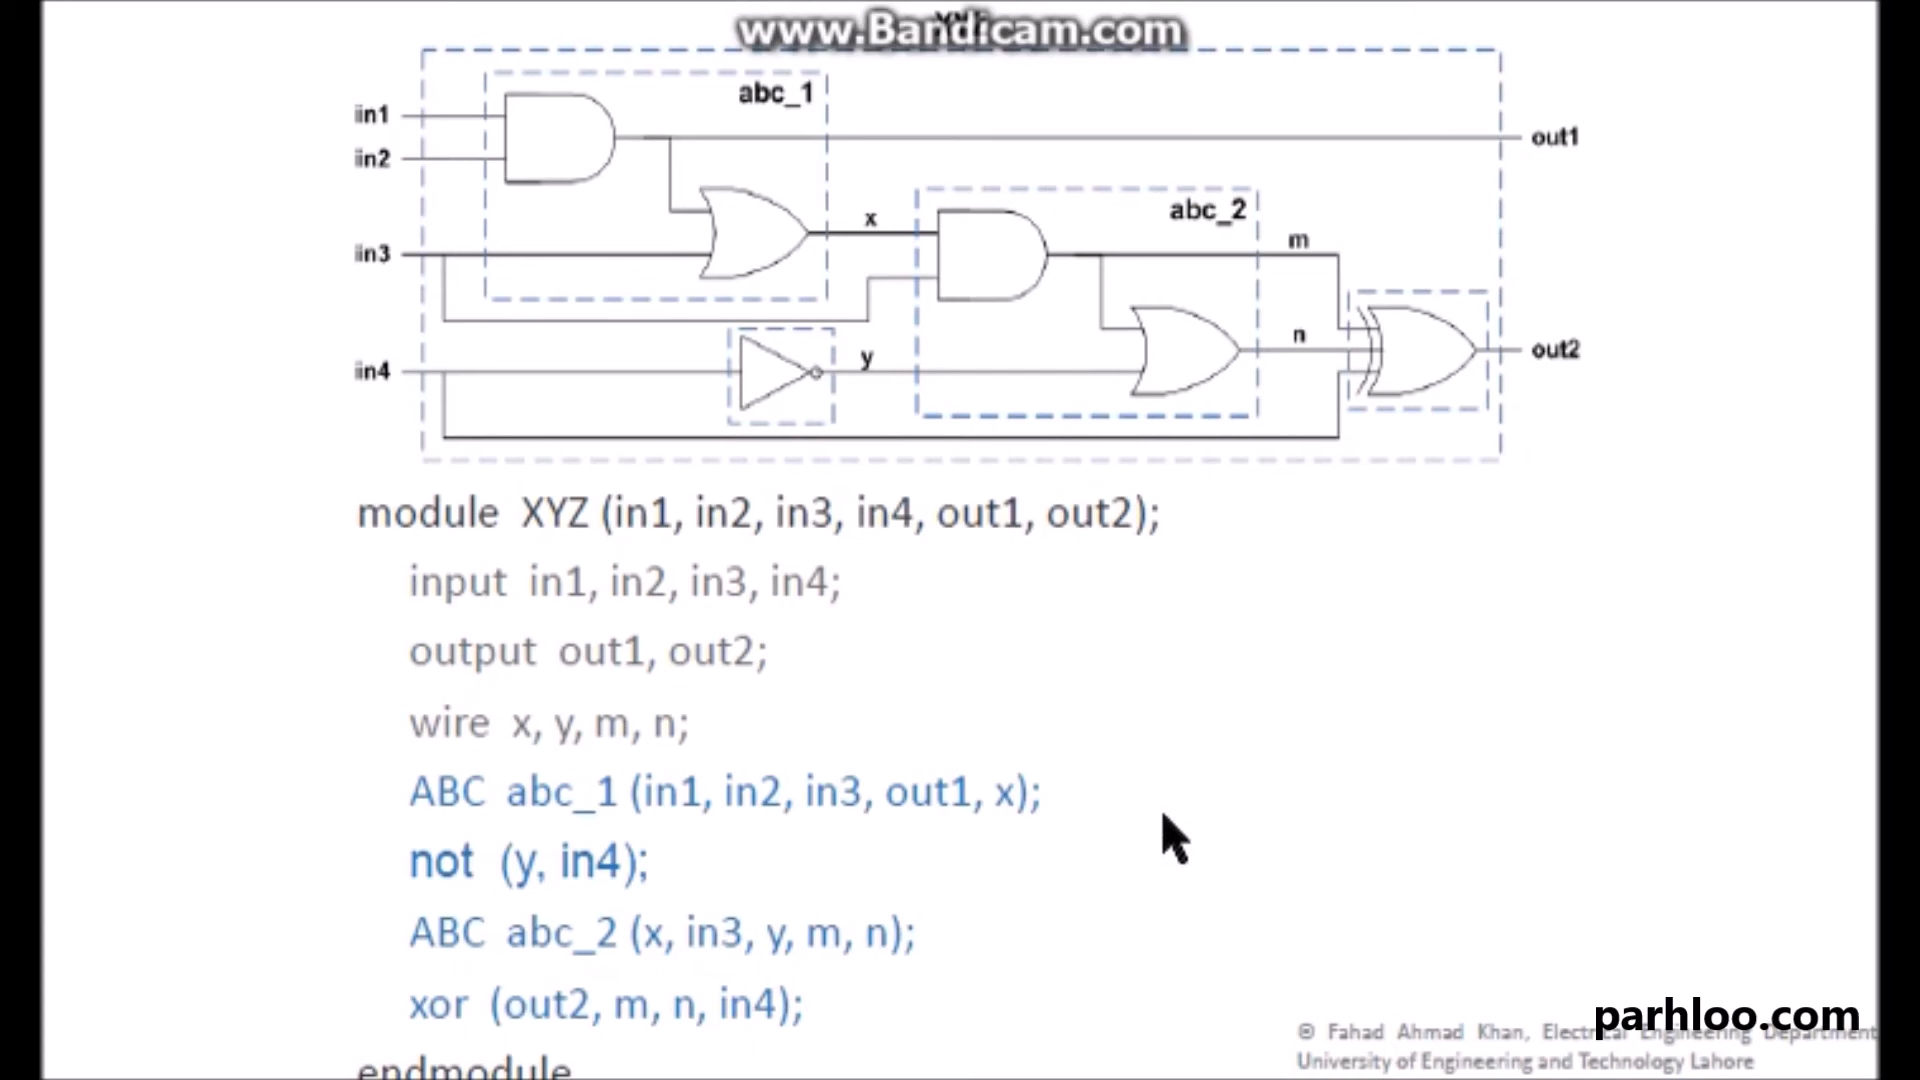 www.Bandicam.com
abc_1
in1
in2
out1
x
abc_2
in3
m
n
y
out2
in4
module XYZ (in1, in2, in3, in4, out1, out2);
input in1, in2, in3, in4;
output out1, out2;
wire x, y, m, n;
ABC abc_1 (in1, in2, in3, out1, x);
not (y, in4);
ABC abc_2 (x, in3, y, m, n);
xor (out2, m, n, in4);
endmodule
parhloo.com
© Fahad Ahmad Khan, Electrical Engineering Department
University of Engineering and Technology Lahore